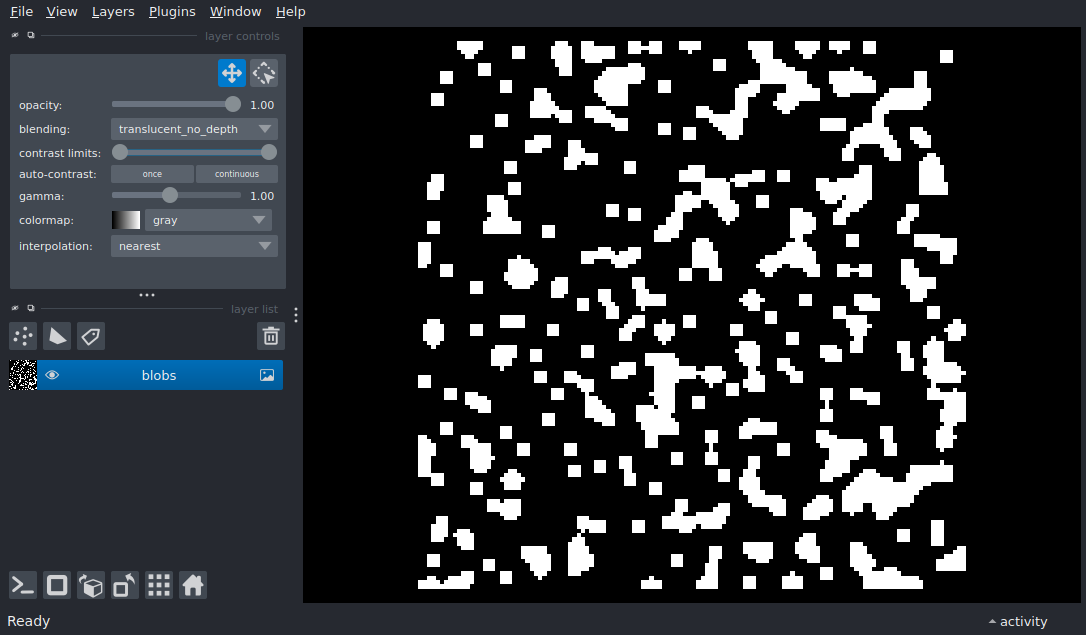 File View Layers Plugins Window Help
layer controls
opacity: 1.00
blending: translucent_no_depth
contrast limits:
auto-contrast: once continuous
gamma: 1.00
colormap: gray
interpolation: nearest
layer list
blobs
Ready activity